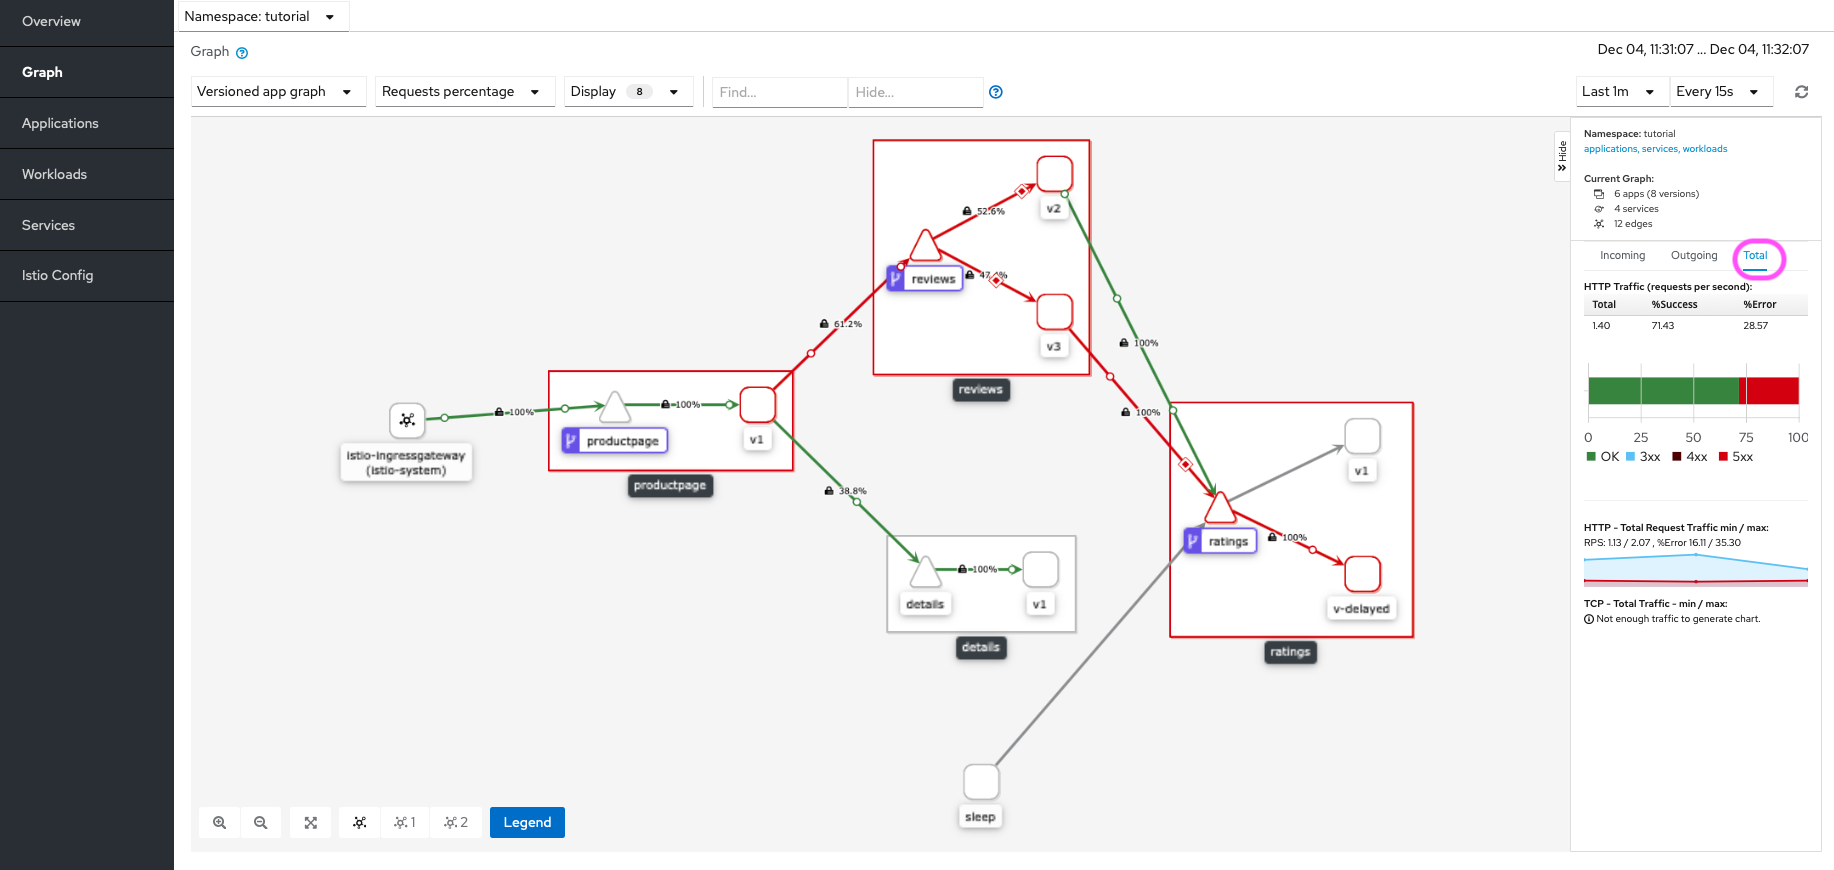 Overview
Graph
Applications
Workloads
Services
Istio Config
Namespace: tutorial
Graph
Dec 04, 11:31:07 ... Dec 04, 11:32:07
Versioned app graph
Requests percentage
Display 8
Find...
Hide...
Last 1m
Every 15s
v2
52.6%
reviews
v3
61.2%
reviews
100%
100%
100%
productpage
100%
v1
productpage
istio-ingressgateway
(istio-system)
38.8%
details
100%
v1
details
100%
ratings
v1
100%
v-delayed
ratings
sleep
1
2
Legend
Hide
Namespace: tutorial
applications, services, workloads
Current Graph:
6 apps (8 versions)
4 services
12 edges
Incoming Outgoing Total
HTTP Traffic (requests per second):
Total %Success %Error
1.40 71.43 28.57
0 25 50 75 100
OK 3xx 4xx 5xx
HTTP - Total Request Traffic min / max:
RPS: 1.13 / 2.07 , %Error 16.11 / 35.30
TCP - Total Traffic - min / max:
Not enough traffic to generate chart.